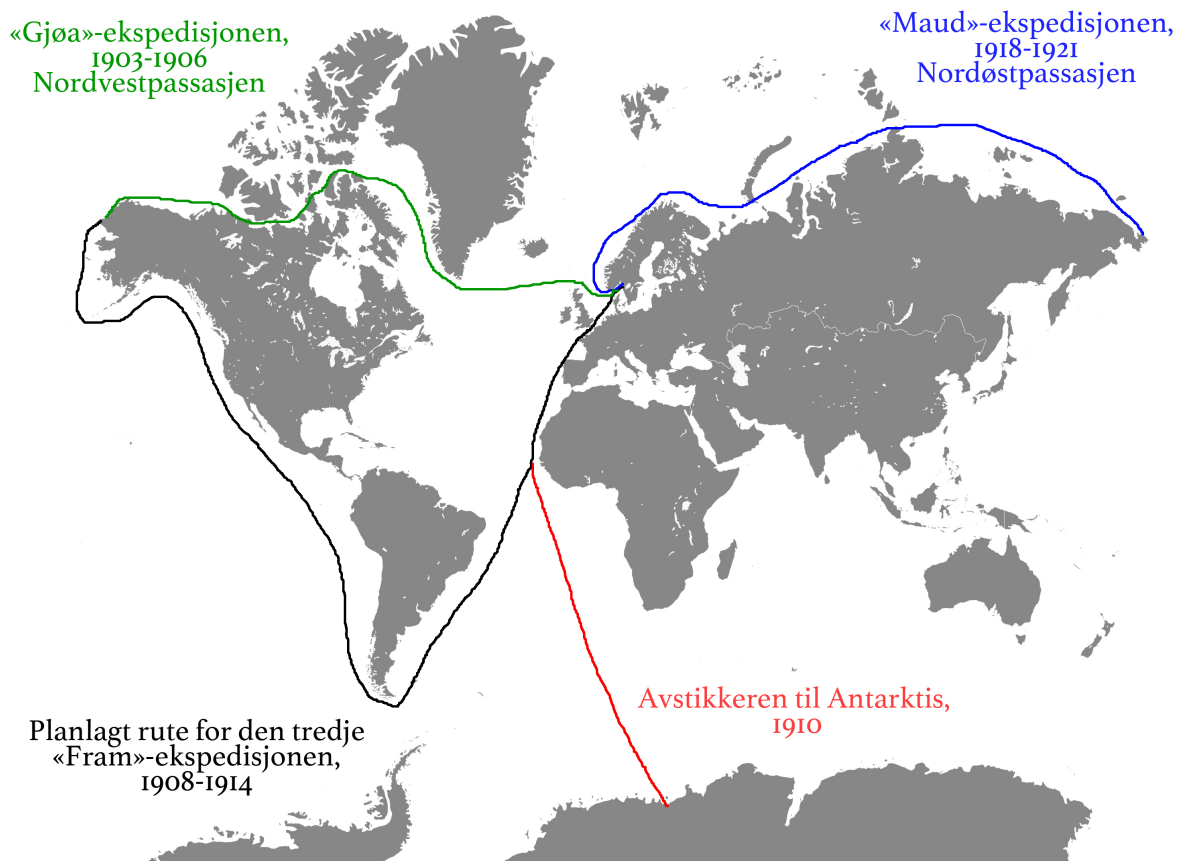 «Gjøa»-ekspedisjonen,
1903-1906
Nordvestpassasjen
«Maud»-ekspedisjonen,
1918-1921
Nordøstpassasjen
Avstikkeren til Antarktis,
1910
Planlagt rute for den tredje
«Fram»-ekspedisjonen,
1908-1914